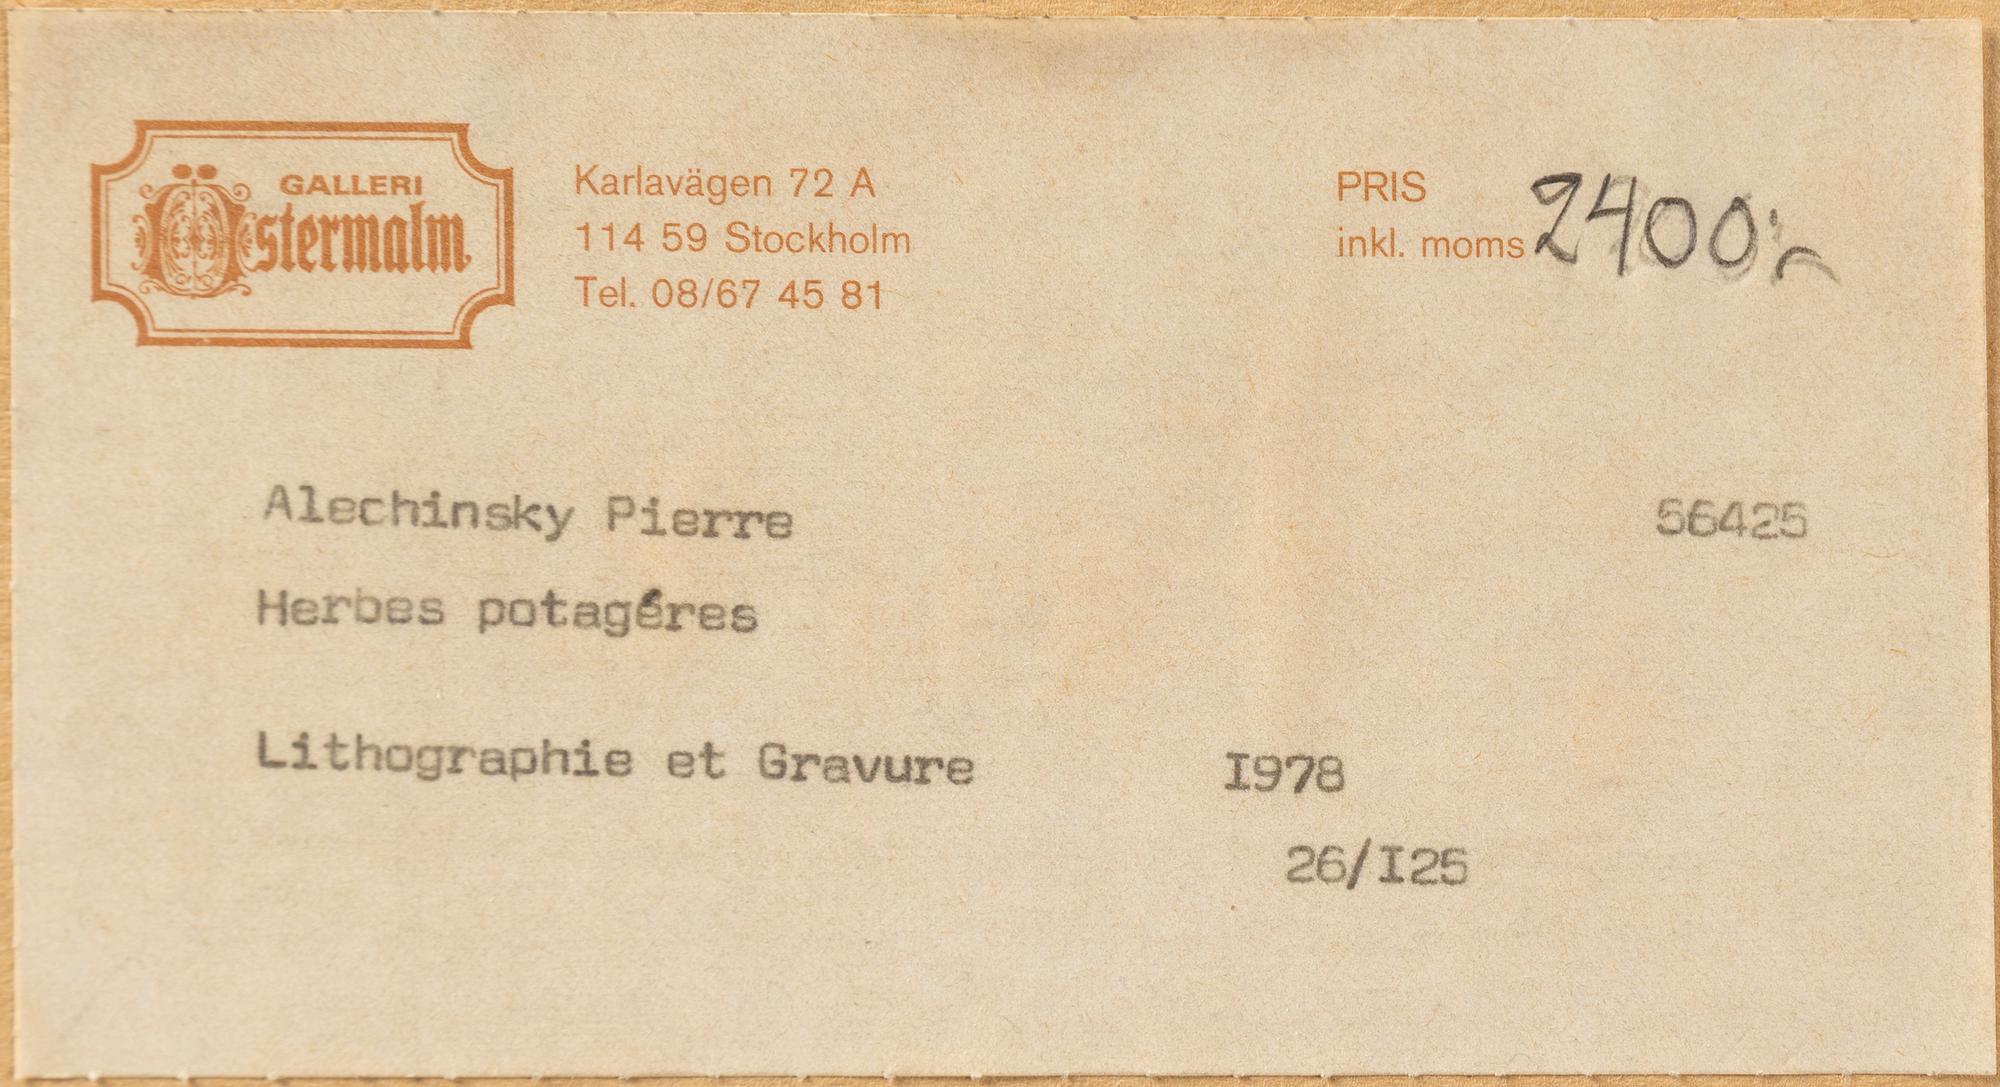 GALLERI
Östermalm
Karlavägen 72 A
114 59 Stockholm
Tel. 08/67 45 81
PRIS
inkl. moms 2400:-
Alechinsky Pierre 56425
Herbes potagéres
Lithographie et Gravure I978
26/I25